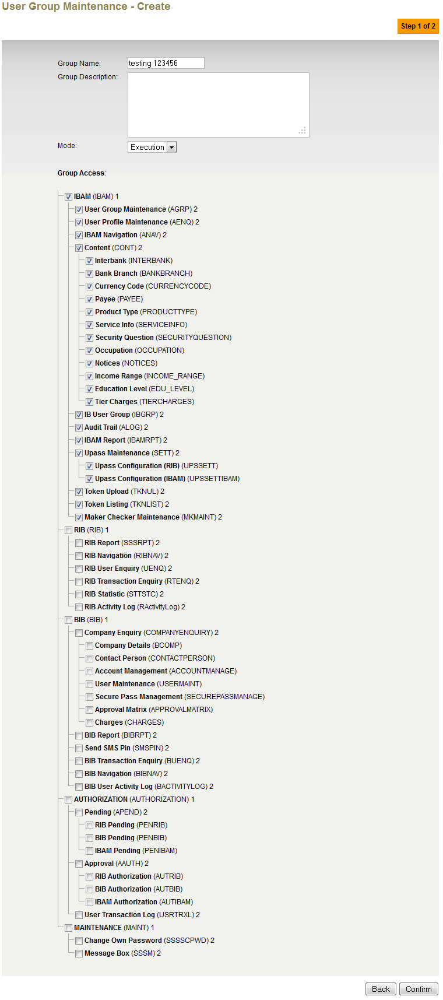 User Group Maintenance - Create
Step 1 of 2
Group Name: testing 123456
Group Description:
Mode: Execution
Group Access:
IBAM (IBAM) 1
User Group Maintenance (AGRP) 2
User Profile Maintenance (AENQ) 2
IBAM Navigation (ANAV) 2
Content (CONT) 2
Interbank (INTERBANK)
Bank Branch (BANKBRANCH)
Currency Code (CURRENCYCODE)
Payee (PAYEE)
Product Type (PRODUCTTYPE)
Service Info (SERVICEINFO)
Security Question (SECURITYQUESTION)
Occupation (OCCUPATION)
Notices (NOTICES)
Income Range (INCOME_RANGE)
Education Level (EDU_LEVEL)
Tier Charges (TIERCHARGES)
IB User Group (IBGRP) 2
Audit Trail (ALOG) 2
IBAM Report (IBAMRPT) 2
Upass Maintenance (SETT) 2
Upass Configuration (RIB) (UPSSETT)
Upass Configuration (IBAM) (UPSSETTIBAM)
Token Upload (TKNUL) 2
Token Listing (TKNLIST) 2
Maker Checker Maintenance (MKMAINT) 2
RIB (RIB) 1
RIB Report (SSSRPT) 2
RIB Navigation (RIBNAV) 2
RIB User Enquiry (UENQ) 2
RIB Transaction Enquiry (RTENQ) 2
RIB Statistic (STTSTC) 2
RIB Activity Log (RActivityLog) 2
BIB (BIB) 1
Company Enquiry (COMPANYENQUIRY) 2
Company Details (BCOMP)
Contact Person (CONTACTPERSON)
Account Management (ACCOUNTMANAGE)
User Maintenance (USERMAINT)
Secure Pass Management (SECUREPASSMANAGE)
Approval Matrix (APPROVALMATRIX)
Charges (CHARGES)
BIB Report (BIBRPT) 2
Send SMS Pin (SMSPIN) 2
BIB Transaction Enquiry (BUENQ) 2
BIB Navigation (BIBNAV) 2
BIB User Activity Log (BACTIVITYLOG) 2
AUTHORIZATION (AUTHORIZATION) 1
Pending (APEND) 2
RIB Pending (PENRIB)
BIB Pending (PENBIB)
IBAM Pending (PENIBAM)
Approval (AAUTH) 2
RIB Authorization (AUTRIB)
BIB Authorization (AUTBIB)
IBAM Authorization (AUTIBAM)
User Transaction Log (USRTRXL) 2
MAINTENANCE (MAINT) 1
Change Own Password (SSSSCPWD) 2
Message Box (SSSM) 2
Back Confirm